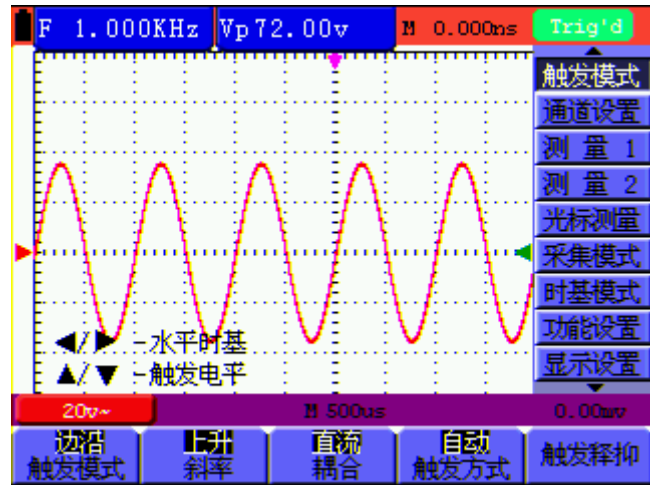 F 1.000KHz Vp72.00v M 0.000ns Trig'd
触发模式
通道设置
测 量 1
测 量 2
光标测量
采集模式
时基模式
功能设置
显示设置
◀/▶ -水平时基
▲/▼ -触发电平
20v~ M 500us 0.00mv
边沿 上升 直流 自动
触发模式 斜率 耦合 触发方式 触发释抑